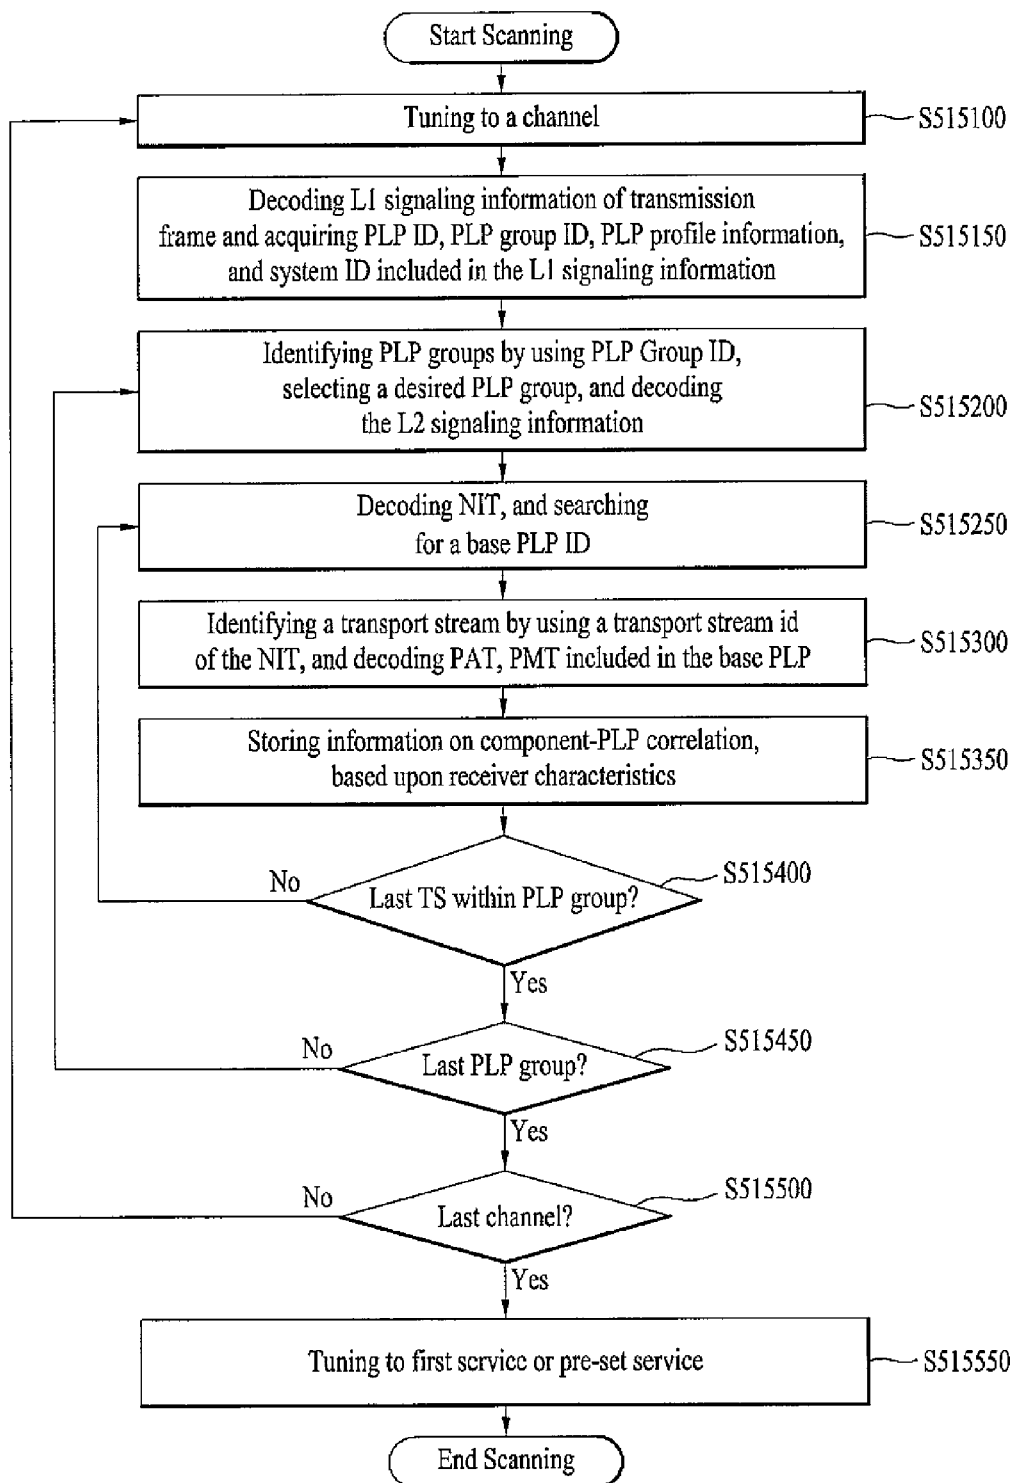 Start Scanning
Tuning to a channel
S515100
Decoding L1 signaling information of transmission
frame and acquiring PLP ID, PLP group ID, PLP profile information,
and system ID included in the L1 signaling information
S515150
Identifying PLP groups by using PLP Group ID,
selecting a desired PLP group, and decoding
the L2 signaling information
S515200
Decoding NIT, and searching
for a base PLP ID
S515250
Identifying a transport stream by using a transport stream id
of the NIT, and decoding PAT, PMT included in the base PLP
S515300
Storing information on component-PLP correlation,
based upon receiver characteristics
S515350
No
Last TS within PLP group?
S515400
Yes
No
Last PLP group?
S515450
Yes
No
Last channel?
S515500
Yes
Tuning to first service or pre-set service
S515550
End Scanning